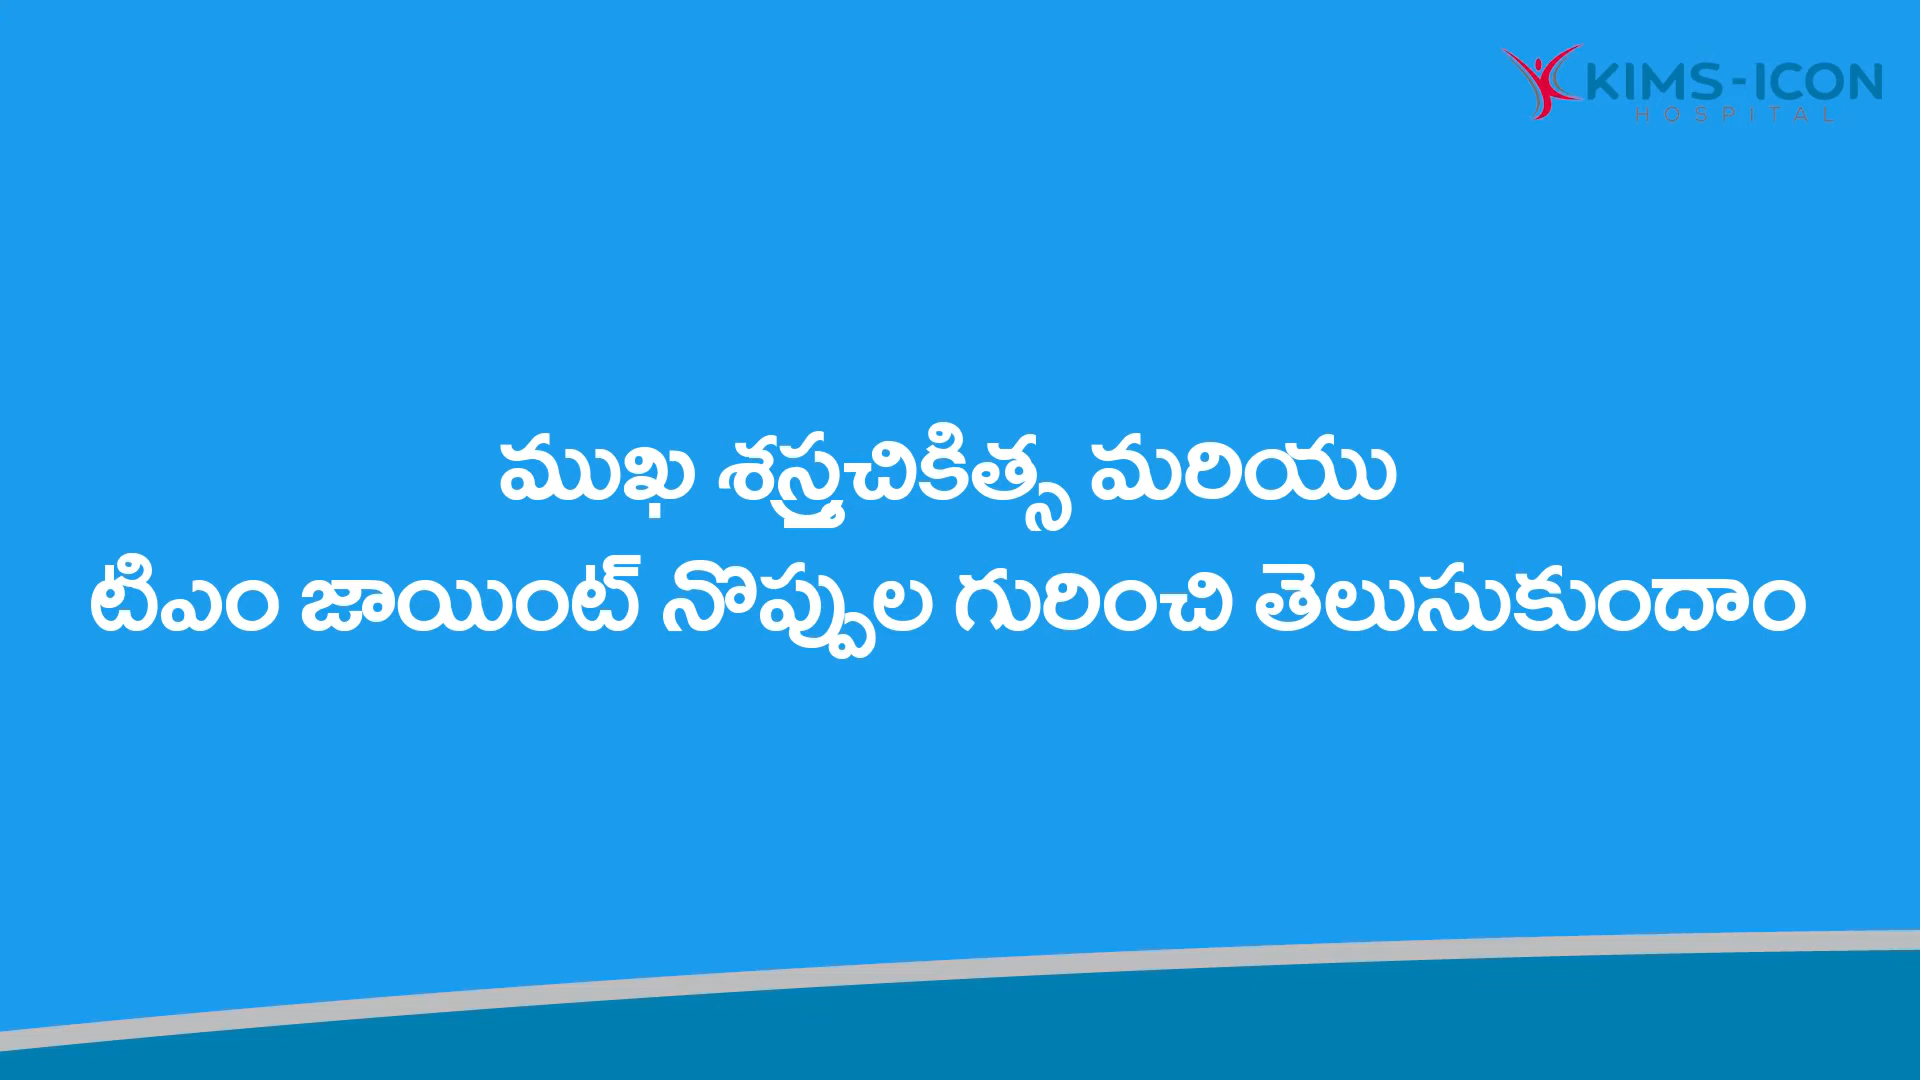 KIMS-ICON
HOSPITAL
ముఖ శస్త్రచికిత్స మరియు
టిఎం జాయింట్ నొప్పుల గురించి తెలుసుకుందాం